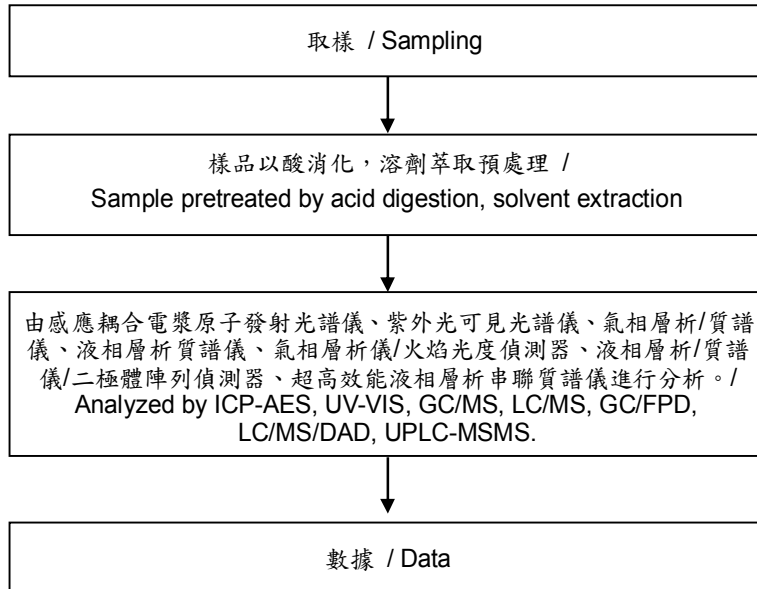 取樣 / Sampling
樣品以酸消化，溶劑萃取預處理 /
Sample pretreated by acid digestion, solvent extraction
由感應耦合電漿原子發射光譜儀、紫外光可見光譜儀、氣相層析/質譜
儀、液相層析質譜儀、氣相層析儀/火焰光度偵測器、液相層析/質譜
儀/二極體陣列偵測器、超高效能液相層析串聯質譜儀進行分析。/
Analyzed by ICP-AES, UV-VIS, GC/MS, LC/MS, GC/FPD,
LC/MS/DAD, UPLC-MSMS.
數據 / Data